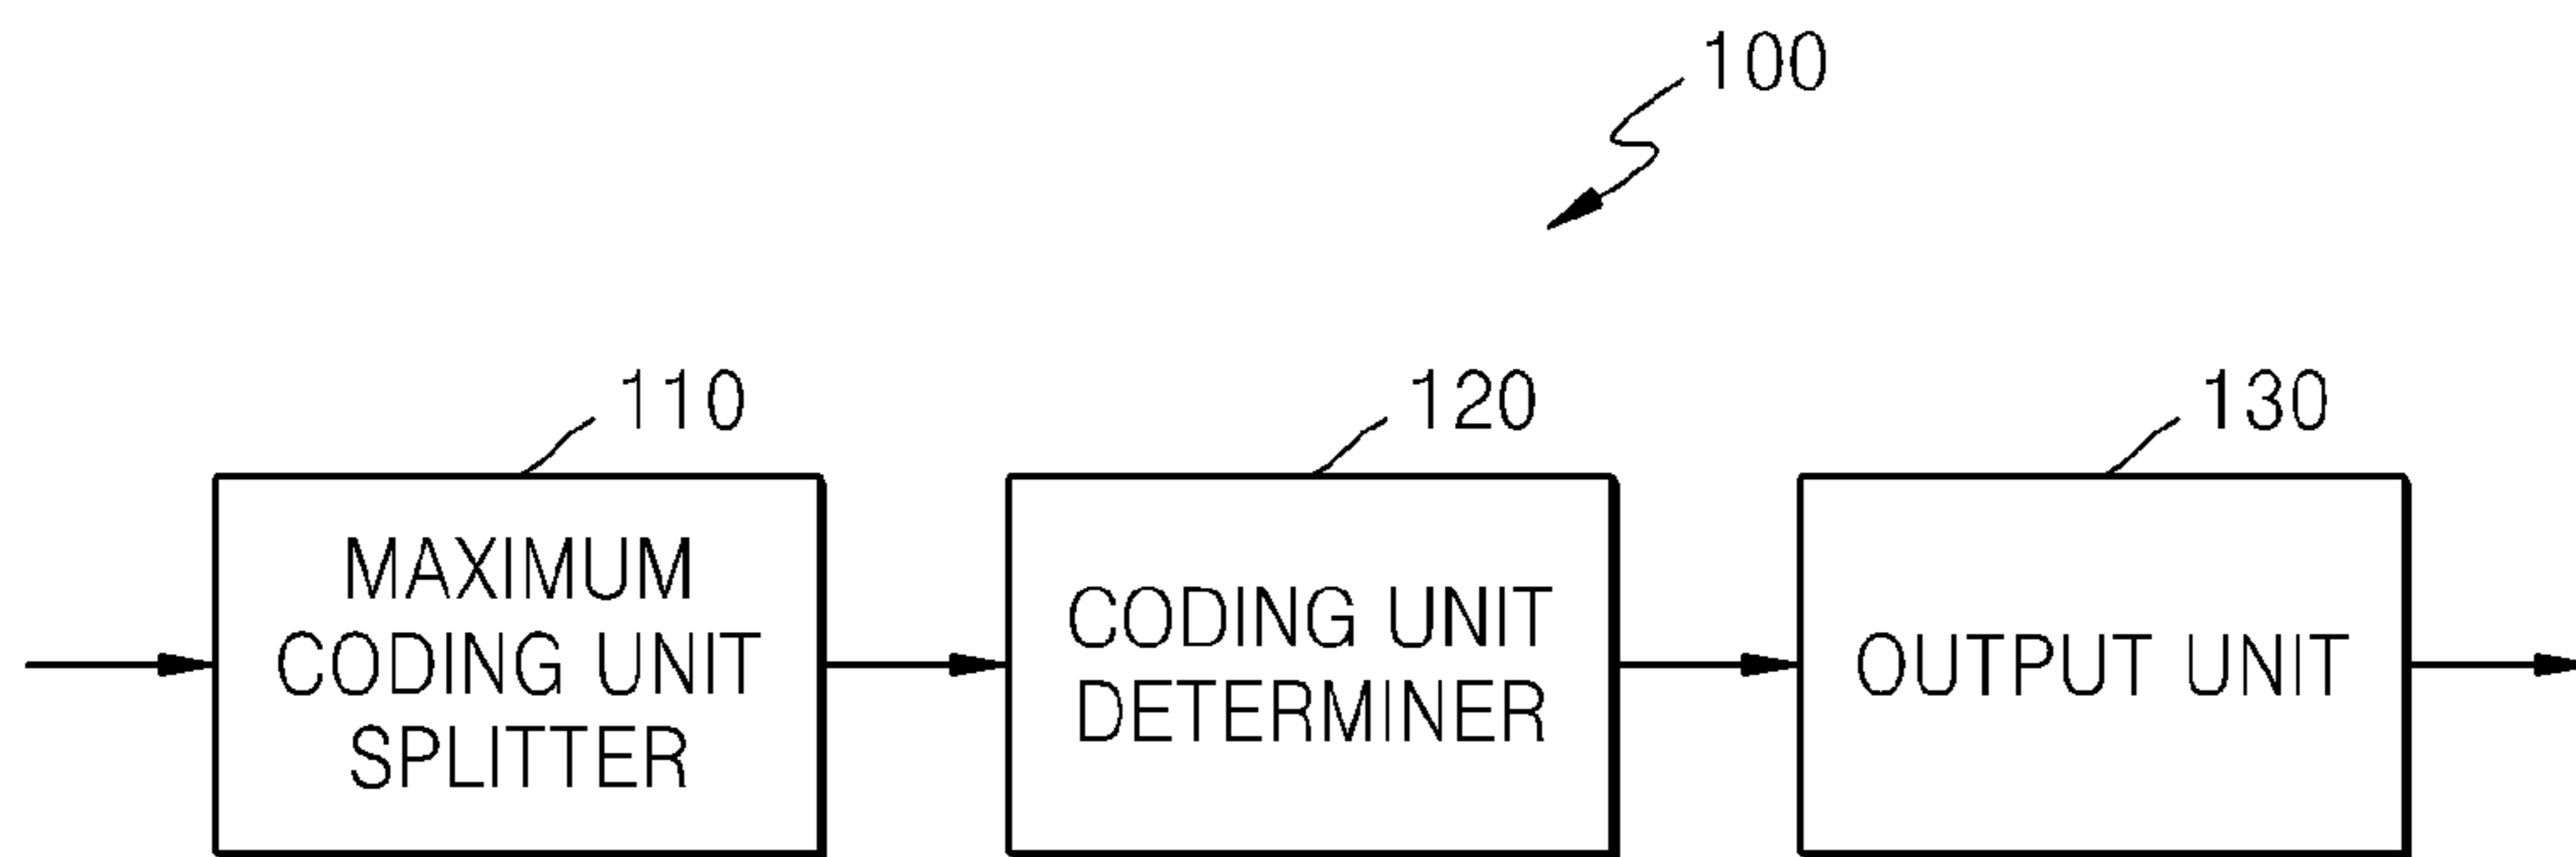 100
110
120
130
MAXIMUM
CODING UNIT
SPLITTER
CODING UNIT
DETERMINER
OUTPUT UNIT